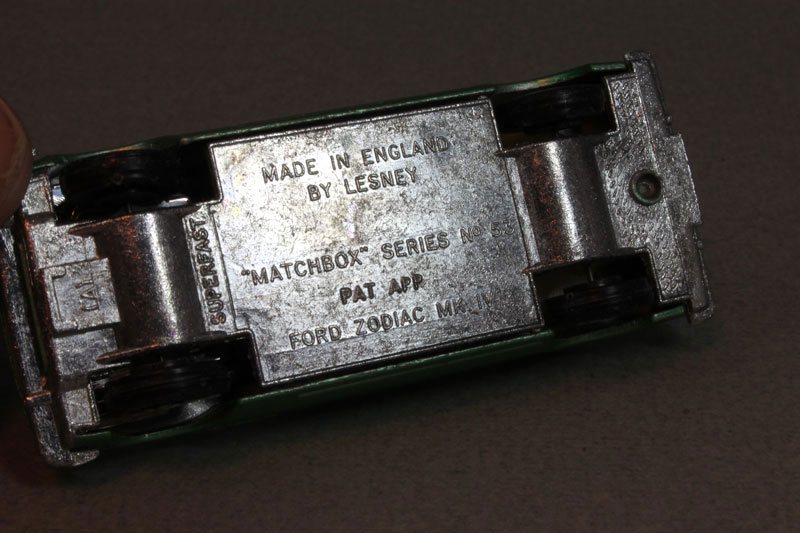 MADE IN ENGLAND
BY LESNEY
"MATCHBOX" SERIES No 53
PAT APP
FORD ZODIAC MK.IV
SUPERFAST